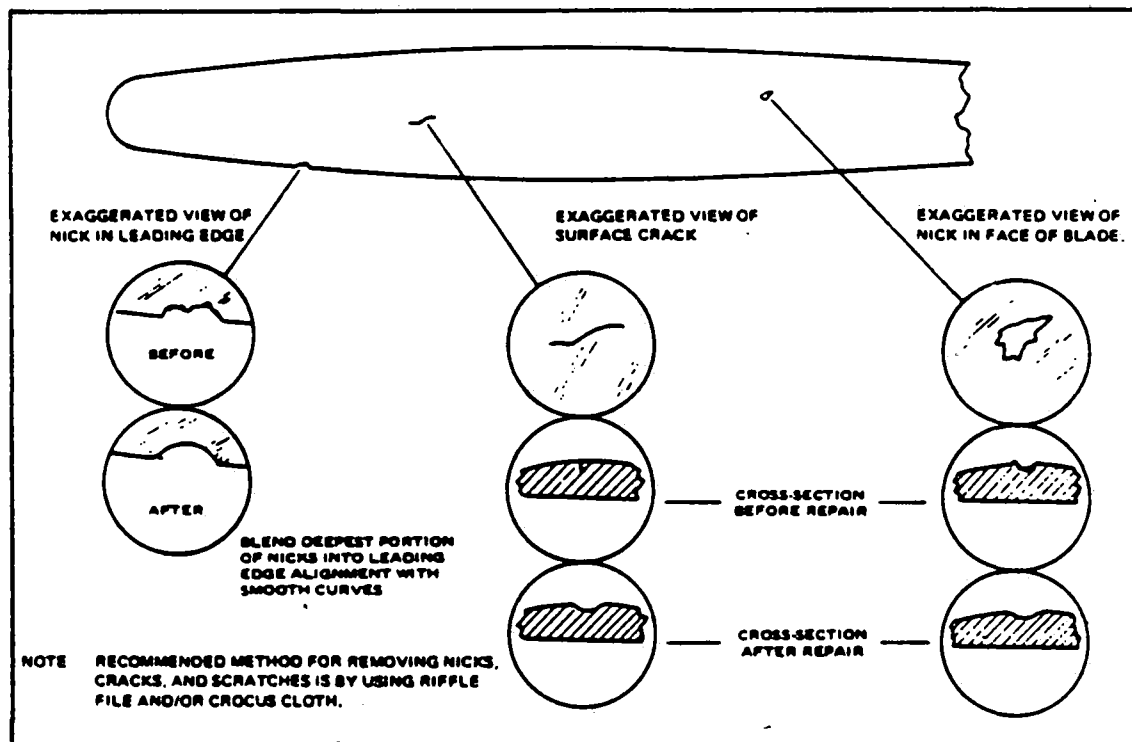 EXAGGERATED VIEW OF
NICK IN LEADING EDGE
EXAGGERATED VIEW OF
SURFACE CRACK
EXAGGERATED VIEW OF
NICK IN FACE OF BLADE.
BEFORE
AFTER
BLEND DEEPEST PORTION
OF NICKS INTO LEADING
EDGE ALIGNMENT WITH
SMOOTH CURVES
CROSS-SECTION
BEFORE REPAIR
CROSS-SECTION
AFTER REPAIR
NOTE RECOMMENDED METHOD FOR REMOVING NICKS,
CRACKS, AND SCRATCHES IS BY USING RIFFLE
FILE AND/OR CROCUS CLOTH.